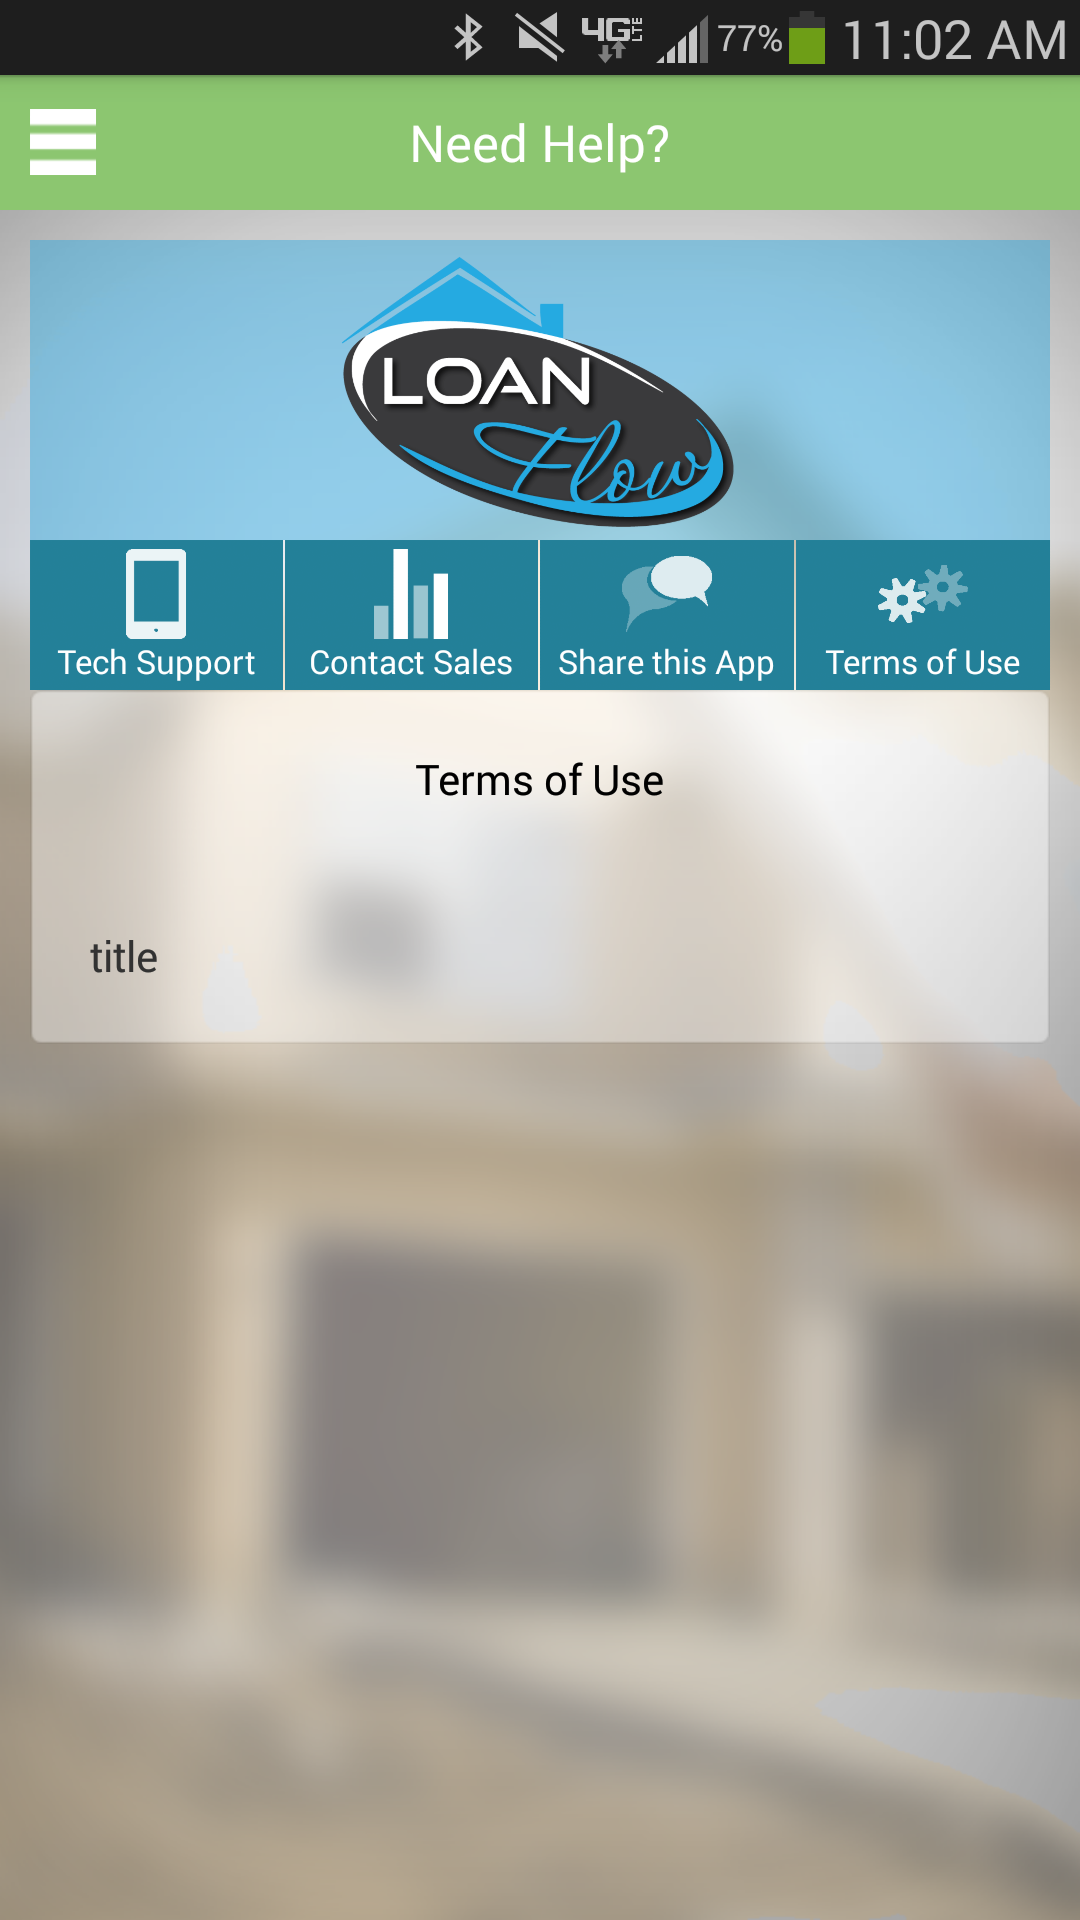 4G LTE 77% 11:02 AM
Need Help?
LOAN
Flow
Tech Support Contact Sales Share this App Terms of Use
Terms of Use
title